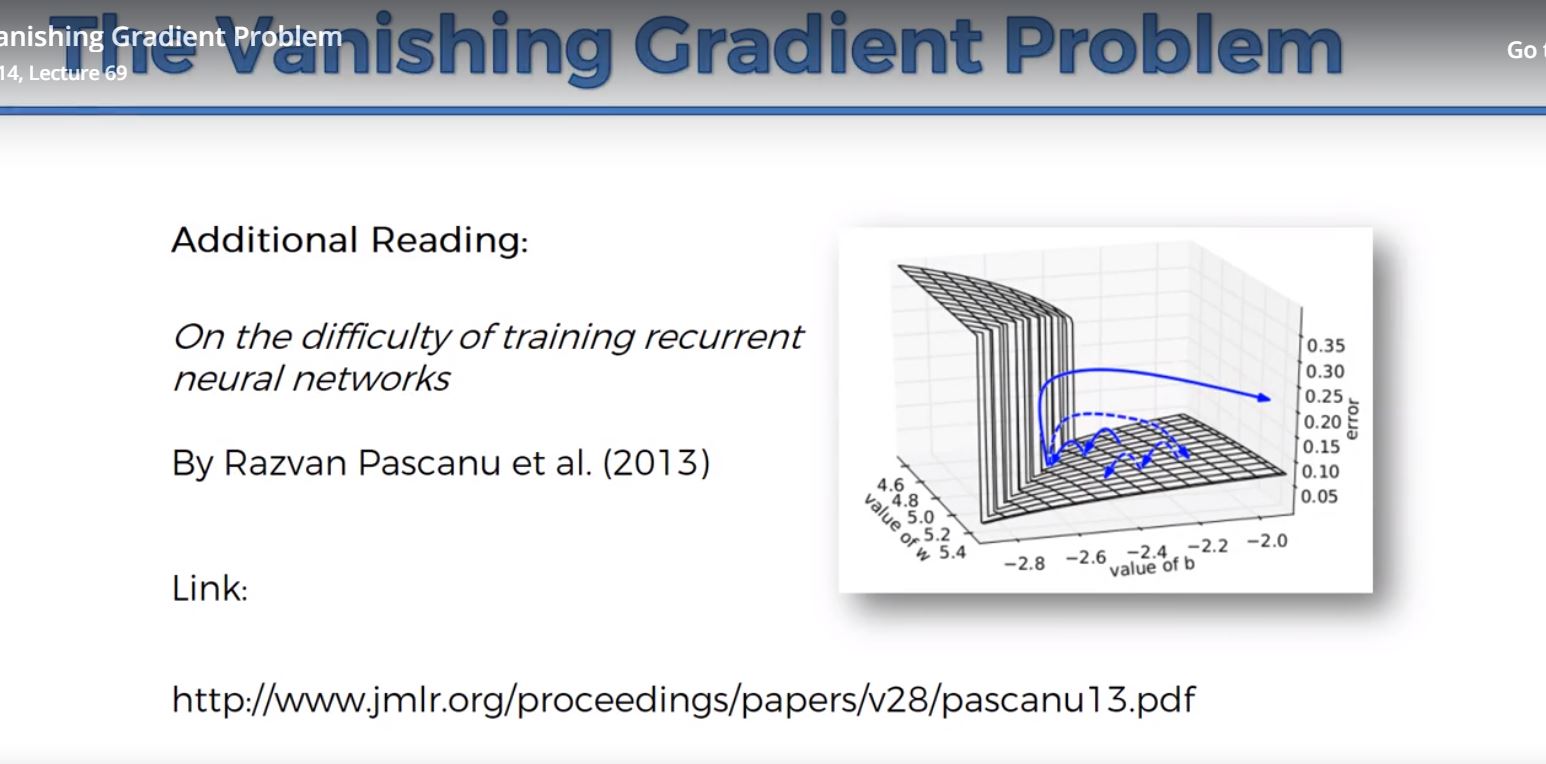 The Vanishing Gradient Problem
anishing Gradient Problem
14, Lecture 69
Go
Additional Reading:
On the difficulty of training recurrent
neural networks
By Razvan Pascanu et al. (2013)
Link:
http://www.jmlr.org/proceedings/papers/v28/pascanu13.pdf
0.35
0.30
0.25
0.20
0.15
0.10
0.05
error
4.6
4.8
5.0
5.2
5.4
value of w
−2.8
−2.6
−2.4
−2.2
−2.0
value of b